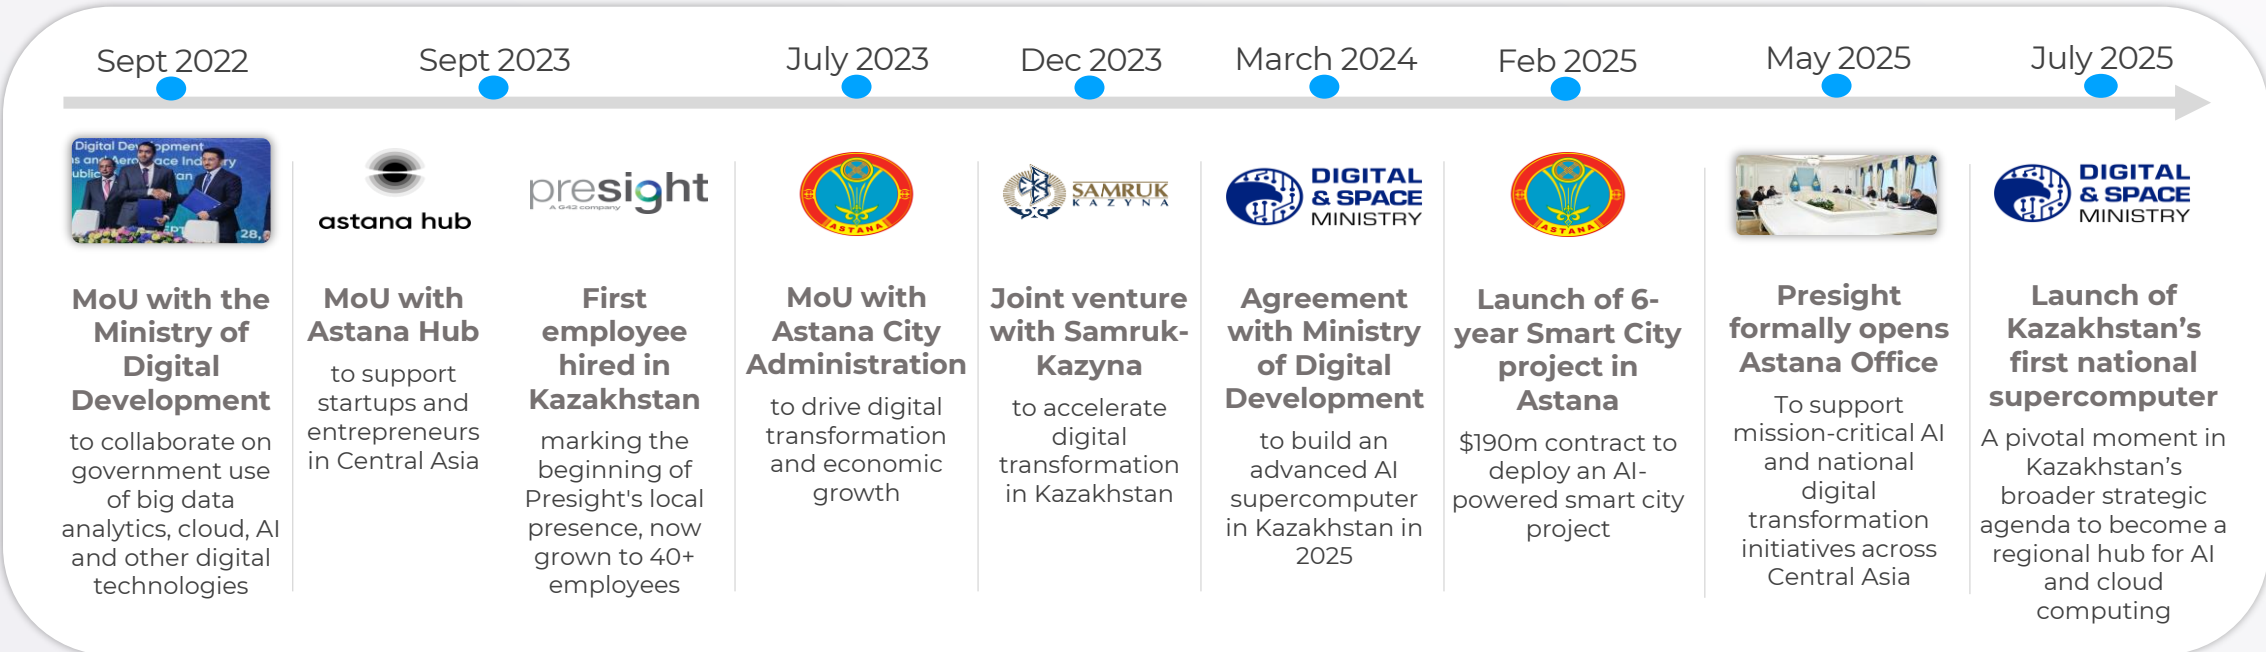 Sept 2022
Sept 2023
July 2023
Dec 2023
March 2024
Feb 2025
May 2025
July 2025
Digital Development
ns and Aerospace Industry
28,
MoU with the
Ministry of
Digital
Development
to collaborate on
government use
of big data
analytics, cloud, AI
and other digital
technologies
astana hub
MoU with
Astana Hub
to support
startups and
entrepreneurs
in Central Asia
presight
A G42 company
First
employee
hired in
Kazakhstan
marking the
beginning of
Presight's local
presence, now
grown to 40+
employees
ASTANA
MoU with
Astana City
Administration
to drive digital
transformation
and economic
growth
SAMRUK
KAZYNA
Joint venture
with Samruk-
Kazyna
to accelerate
digital
transformation
in Kazakhstan
DIGITAL
& SPACE
MINISTRY
Agreement
with Ministry
of Digital
Development
to build an
advanced AI
supercomputer
in Kazakhstan in
2025
ASTANA
Launch of 6-
year Smart City
project in
Astana
$190m contract to
deploy an AI-
powered smart city
project
Presight
formally opens
Astana Office
To support
mission-critical AI
and national
digital
transformation
initiatives across
Central Asia
DIGITAL
& SPACE
MINISTRY
Launch of
Kazakhstan’s
first national
supercomputer
A pivotal moment in
Kazakhstan’s
broader strategic
agenda to become a
regional hub for AI
and cloud
computing